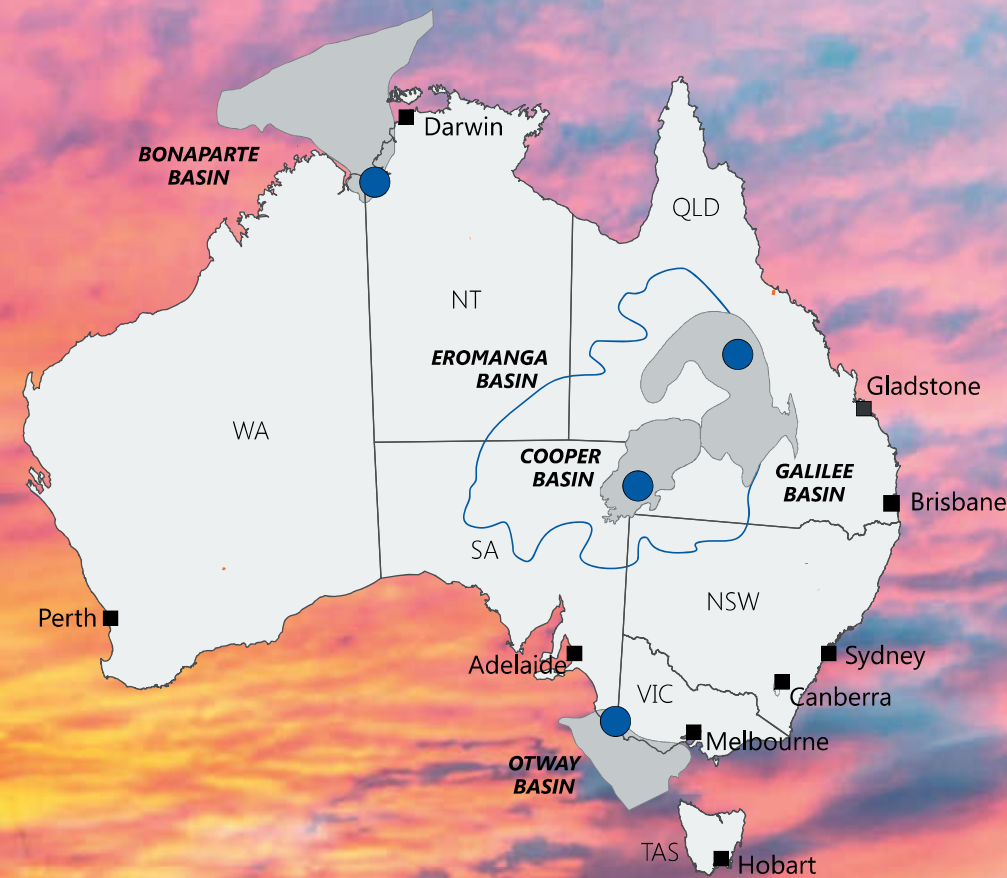 Darwin
BONAPARTE
BASIN
QLD
NT
EROMANGA
BASIN
Gladstone
WA
COOPER
BASIN
GALILEE
BASIN
Brisbane
SA
NSW
Perth
Adelaide
Sydney
VIC
Canberra
Melbourne
OTWAY
BASIN
TAS
Hobart